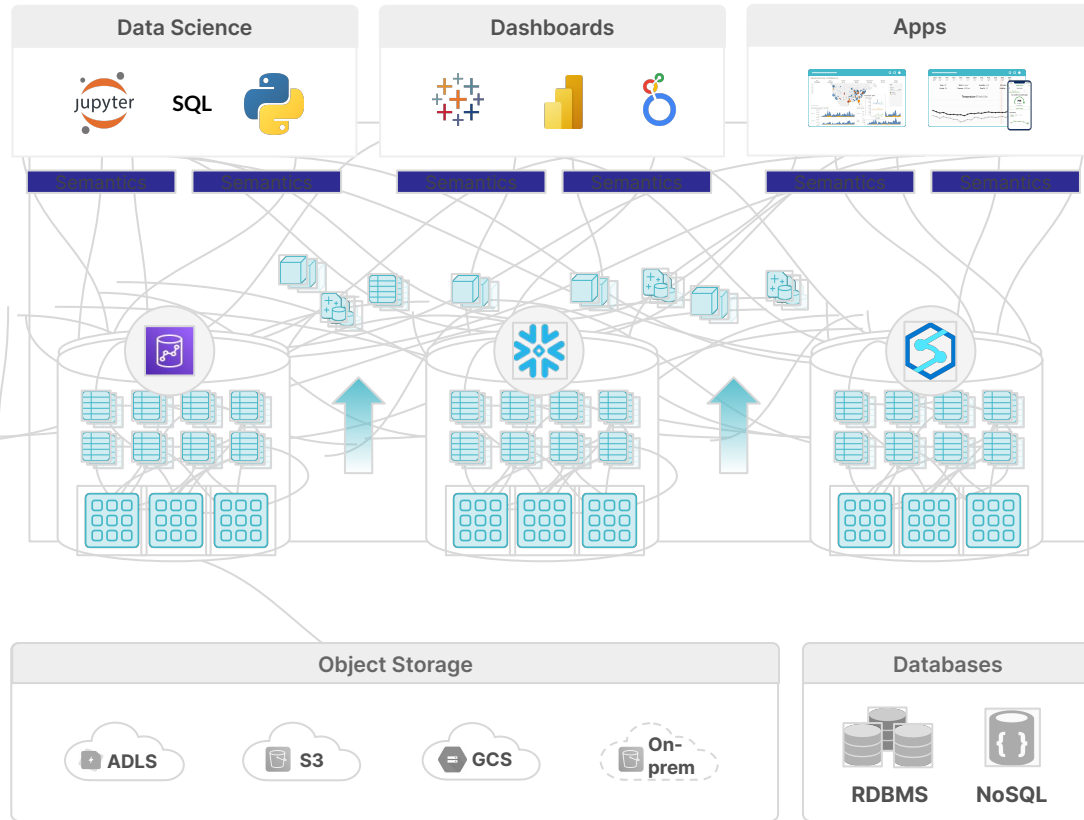 Data Science
Dashboards
Apps
jupyter
SQL
Semantics
Semantics
Semantics
Semantics
Semantics
Semantics
Object Storage
Databases
ADLS
S3
GCS
On-
prem
{ }
RDBMS
NoSQL